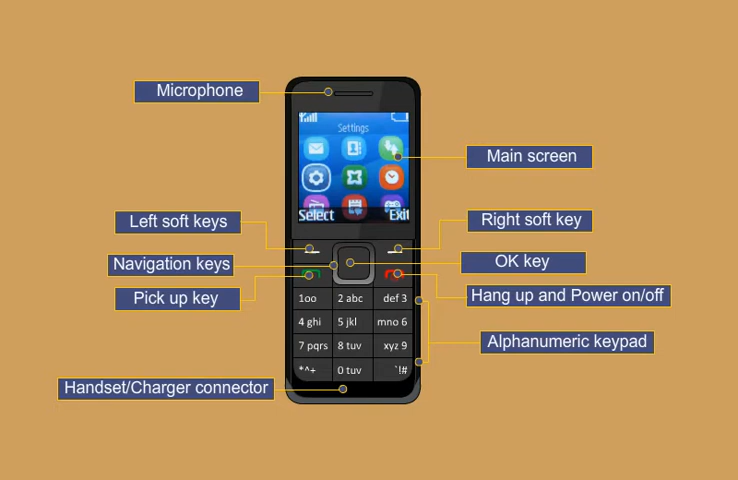 Microphone
Settings
Main screen
Select
Exit
Left soft keys
Right soft key
Navigation keys
OK key
Pick up key
Hang up and Power on/off
1oo 2 abc def 3
4 ghi 5 jkl mno 6
Alphanumeric keypad
7 pqrs 8 tuv xyz 9
*^+ 0 tuv `!#
Handset/Charger connector